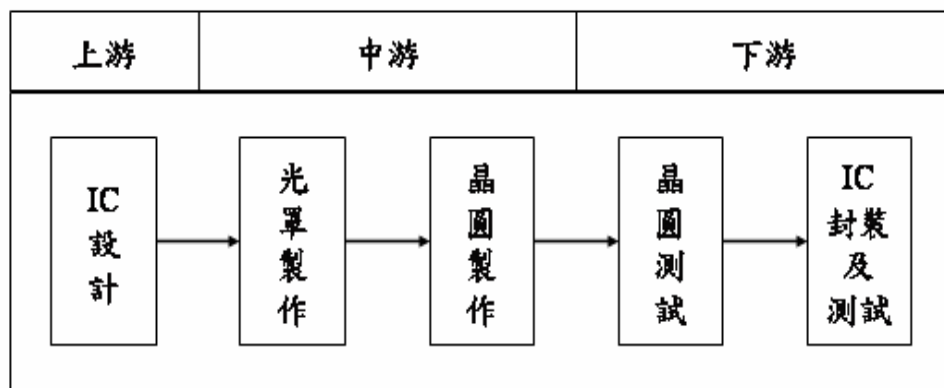 上游
中游
下游
IC
設
計
光
罩
製
作
晶
圓
製
作
晶
圓
測
試
IC
封裝
及
測試